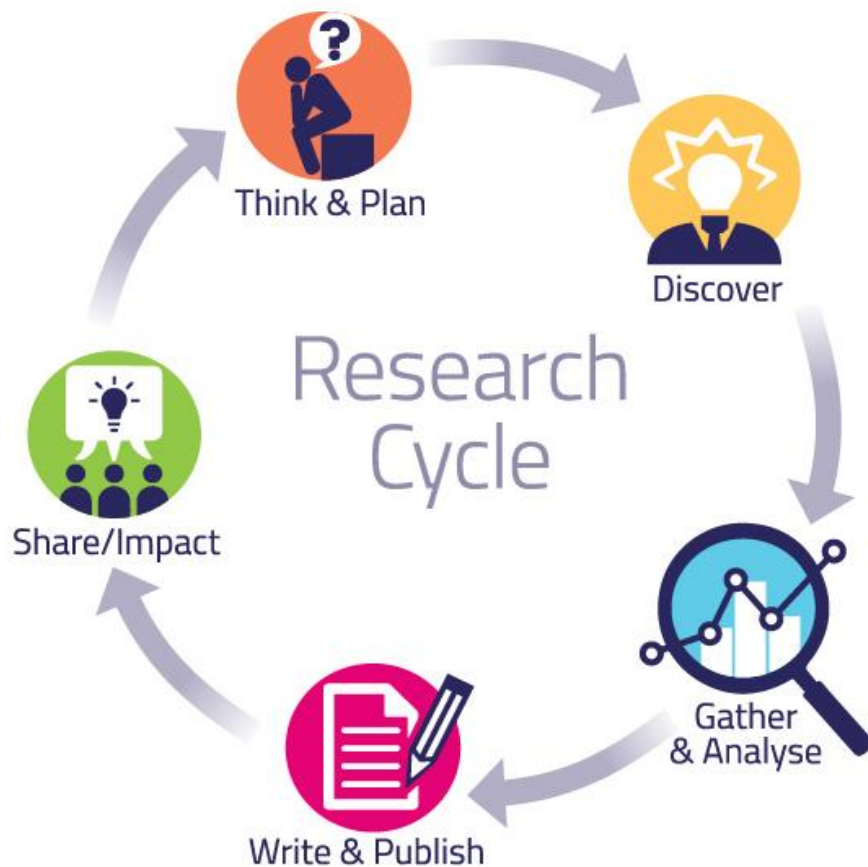 ?
Think & Plan
Discover
Research
Cycle
Share/Impact
Gather
& Analyse
Write & Publish